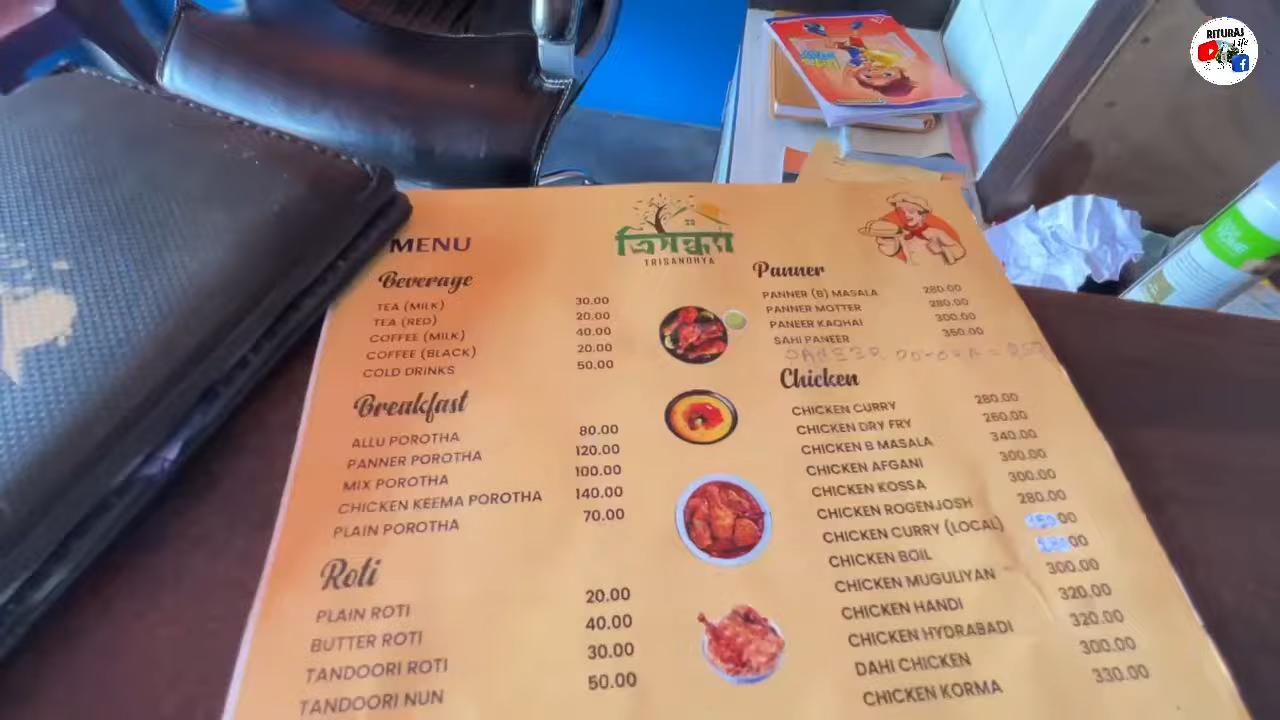 RITURAJ
Life
MENU
ত্রিসন্ধ্যা
TRISANDHYA
Beverage
TEA (MILK) 30.00
TEA (RED) 20.00
COFFEE (MILK) 40.00
COFFEE (BLACK) 20.00
COLD DRINKS 50.00
Breakfast
ALLU POROTHA 80.00
PANNER POROTHA 120.00
MIX POROTHA 100.00
CHICKEN KEEMA POROTHA 140.00
PLAIN POROTHA 70.00
Roti
PLAIN ROTI 20.00
BUTTER ROTI 40.00
TANDOORI ROTI 30.00
TANDOORI NUN 50.00
Panner
PANNER (B) MASALA 280.00
PANNER MOTTER 280.00
PANEER KAQHAI 300.00
SAHI PANEER 350.00
Chicken
CHICKEN CURRY 280.00
CHICKEN DRY FRY 260.00
CHICKEN B MASALA 340.00
CHICKEN AFGANI 300.00
CHICKEN KOSSA 300.00
CHICKEN ROGENJOSH 280.00
CHICKEN CURRY (LOCAL)
CHICKEN BOIL
CHICKEN MUGULIYAN 300.00
CHICKEN HANDI 320.00
CHICKEN HYDRABADI 320.00
DAHI CHICKEN 300.00
CHICKEN KORMA 330.00